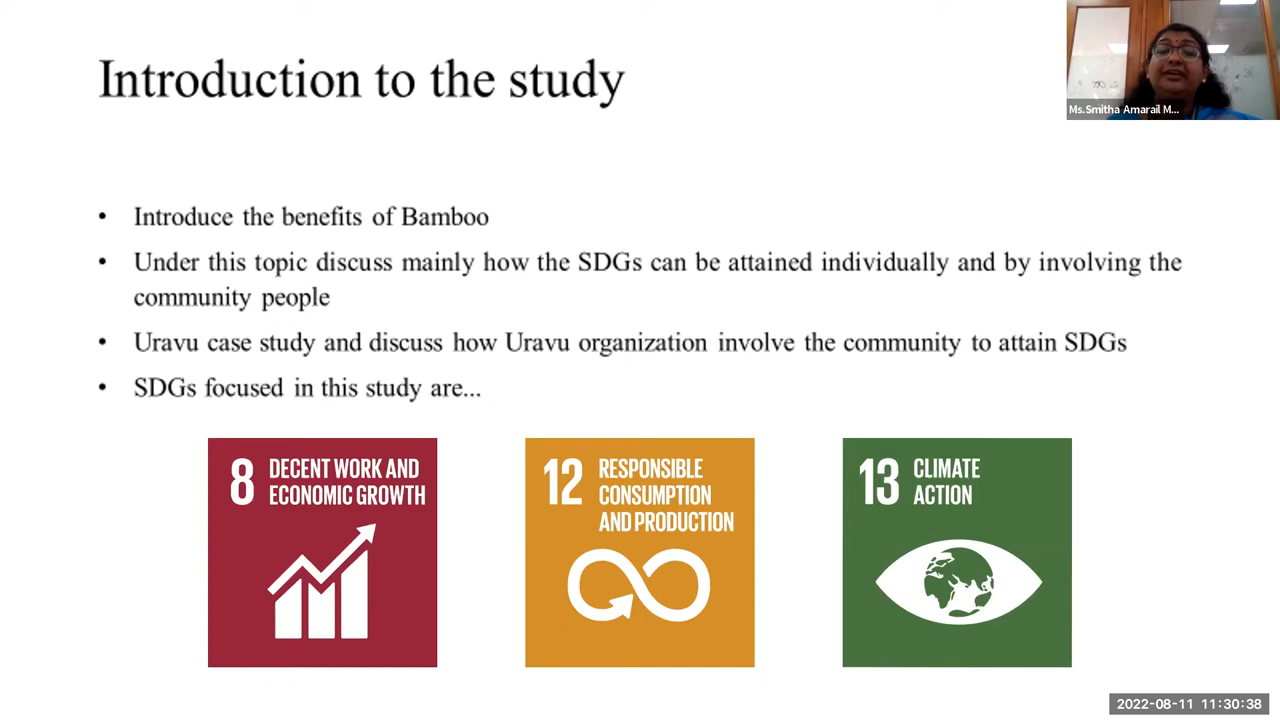 Introduction to the study
Ms.Smitha Amarail M...
• Introduce the benefits of Bamboo
• Under this topic discuss mainly how the SDGs can be attained individually and by involving the
community people
• Uravu case study and discuss how Uravu organization involve the community to attain SDGs
• SDGs focused in this study are...
8 DECENT WORK AND
ECONOMIC GROWTH
12 RESPONSIBLE
CONSUMPTION
AND PRODUCTION
13 CLIMATE
ACTION
2022-08-11 11:30:38